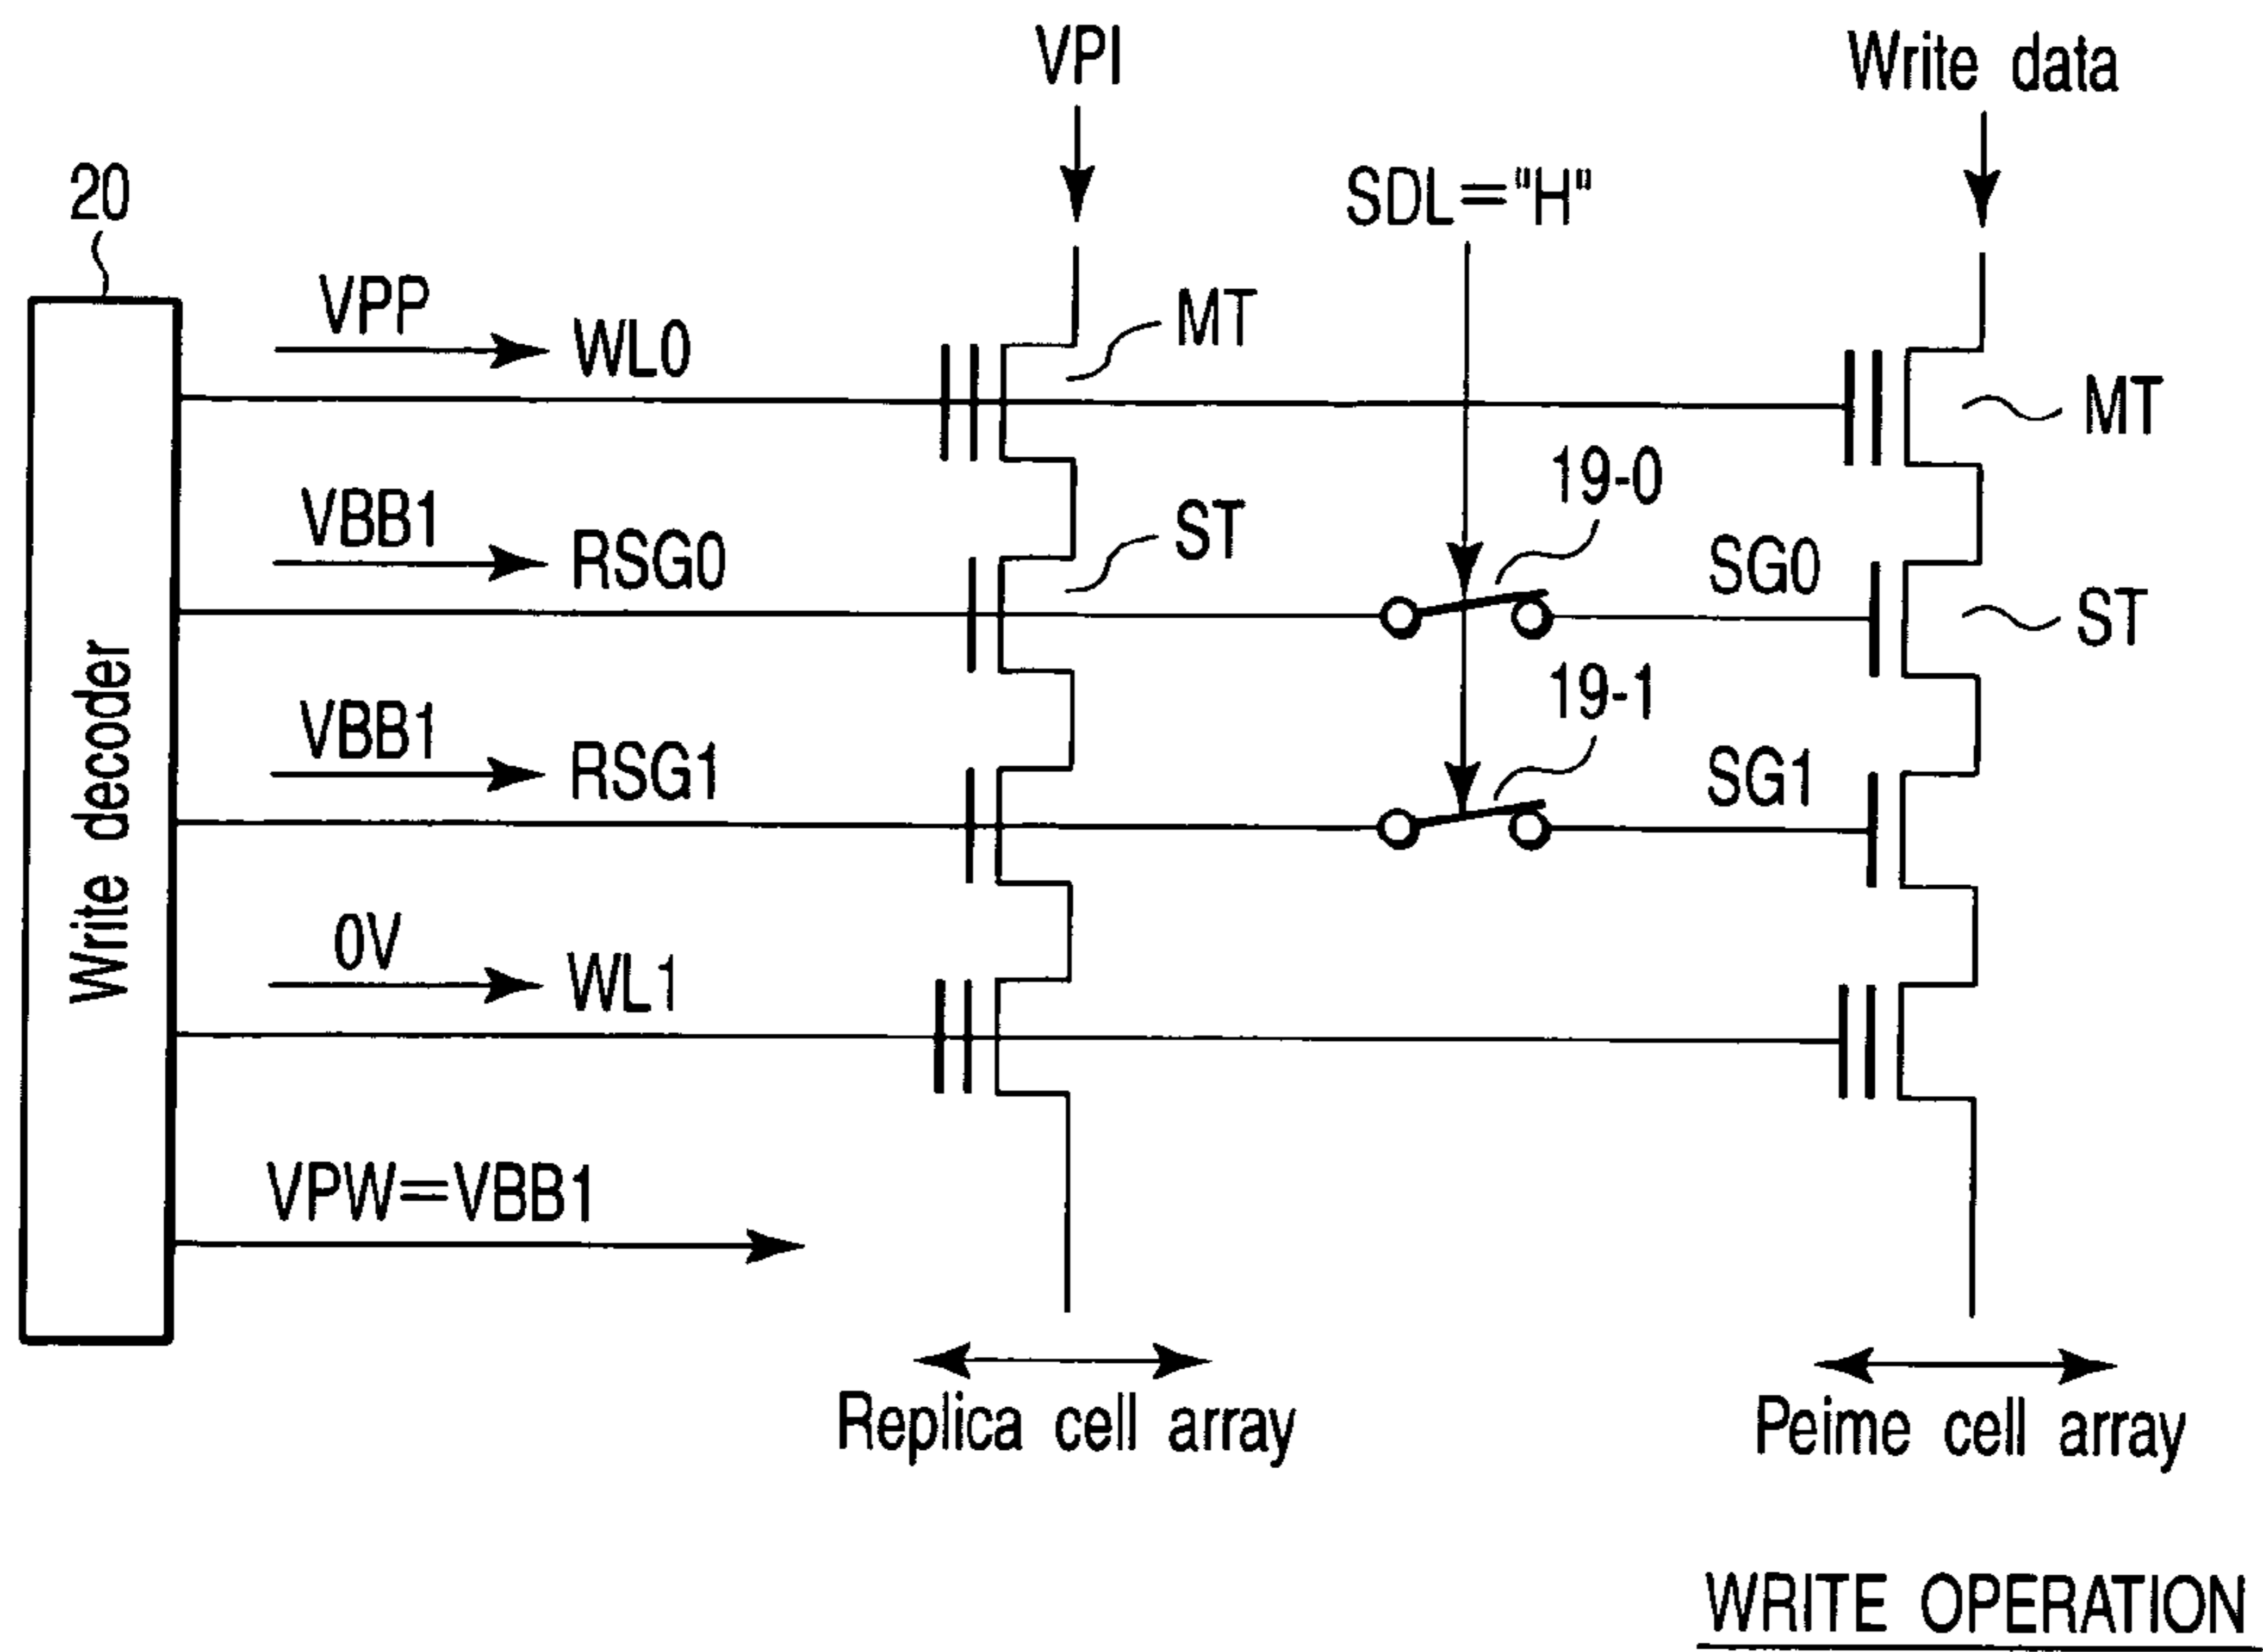 VPI
Write data
20
SDL="H"
VPP
WL0
MT
MT
19-0
VBB1
RSG0
ST
SG0
ST
19-1
VBB1
RSG1
SG1
Write decoder
0V
WL1
VPW=VBB1
Replica cell array
Peime cell array
WRITE OPERATION